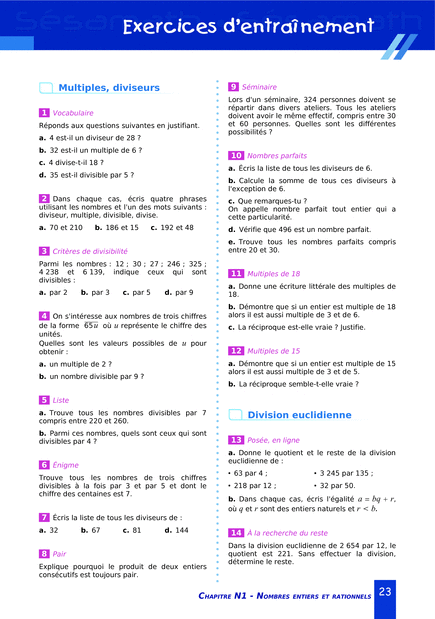 Exercices d'entraînement
Multiples, diviseurs
1 Vocabulaire
Réponds aux questions suivantes en justifiant.
a. 4 est-il un diviseur de 28 ?
b. 32 est-il un multiple de 6 ?
c. 4 divise-t-il 18 ?
d. 35 est-il divisible par 5 ?
2 Dans chaque cas, écris quatre phrases
utilisant les nombres et l'un des mots suivants :
diviseur, multiple, divisible, divise.
a. 70 et 210 b. 186 et 15 c. 192 et 48
3 Critères de divisibilité
Parmi les nombres : 12 ; 30 ; 27 ; 246 ; 325 ;
4 238 et 6 139, indique ceux qui sont
divisibles :
a. par 2 b. par 3 c. par 5 d. par 9
4 On s'intéresse aux nombres de trois chiffres
de la forme 65u où u représente le chiffre des
unités.
Quelles sont les valeurs possibles de u pour
obtenir :
a. un multiple de 2 ?
b. un nombre divisible par 9 ?
5 Liste
a. Trouve tous les nombres divisibles par 7
compris entre 220 et 260.
b. Parmi ces nombres, quels sont ceux qui sont
divisibles par 4 ?
6 Énigme
Trouve tous les nombres de trois chiffres
divisibles à la fois par 3 et par 5 et dont le
chiffre des centaines est 7.
7 Écris la liste de tous les diviseurs de :
a. 32 b. 67 c. 81 d. 144
8 Pair
Explique pourquoi le produit de deux entiers
consécutifs est toujours pair.
9 Séminaire
Lors d'un séminaire, 324 personnes doivent se
répartir dans divers ateliers. Tous les ateliers
doivent avoir le même effectif, compris entre 30
et 60 personnes. Quelles sont les différentes
possibilités ?
10 Nombres parfaits
a. Écris la liste de tous les diviseurs de 6.
b. Calcule la somme de tous ces diviseurs à
l'exception de 6.
c. Que remarques-tu ?
On appelle nombre parfait tout entier qui a
cette particularité.
d. Vérifie que 496 est un nombre parfait.
e. Trouve tous les nombres parfaits compris
entre 20 et 30.
11 Multiples de 18
a. Donne une écriture littérale des multiples de
18.
b. Démontre que si un entier est multiple de 18
alors il est aussi multiple de 3 et de 6.
c. La réciproque est-elle vraie ? Justifie.
12 Multiples de 15
a. Démontre que si un entier est multiple de 15
alors il est aussi multiple de 3 et de 5.
b. La réciproque semble-t-elle vraie ?
Division euclidienne
13 Posée, en ligne
a. Donne le quotient et le reste de la division
euclidienne de :
• 63 par 4 ; • 3 245 par 135 ;
• 218 par 12 ; • 32 par 50.
b. Dans chaque cas, écris l'égalité a = bq + r,
où q et r sont des entiers naturels et r < b.
14 À la recherche du reste
Dans la division euclidienne de 2 654 par 12, le
quotient est 221. Sans effectuer la division,
détermine le reste.
CHAPITRE N1 - NOMBRES ENTIERS ET RATIONNELS 23